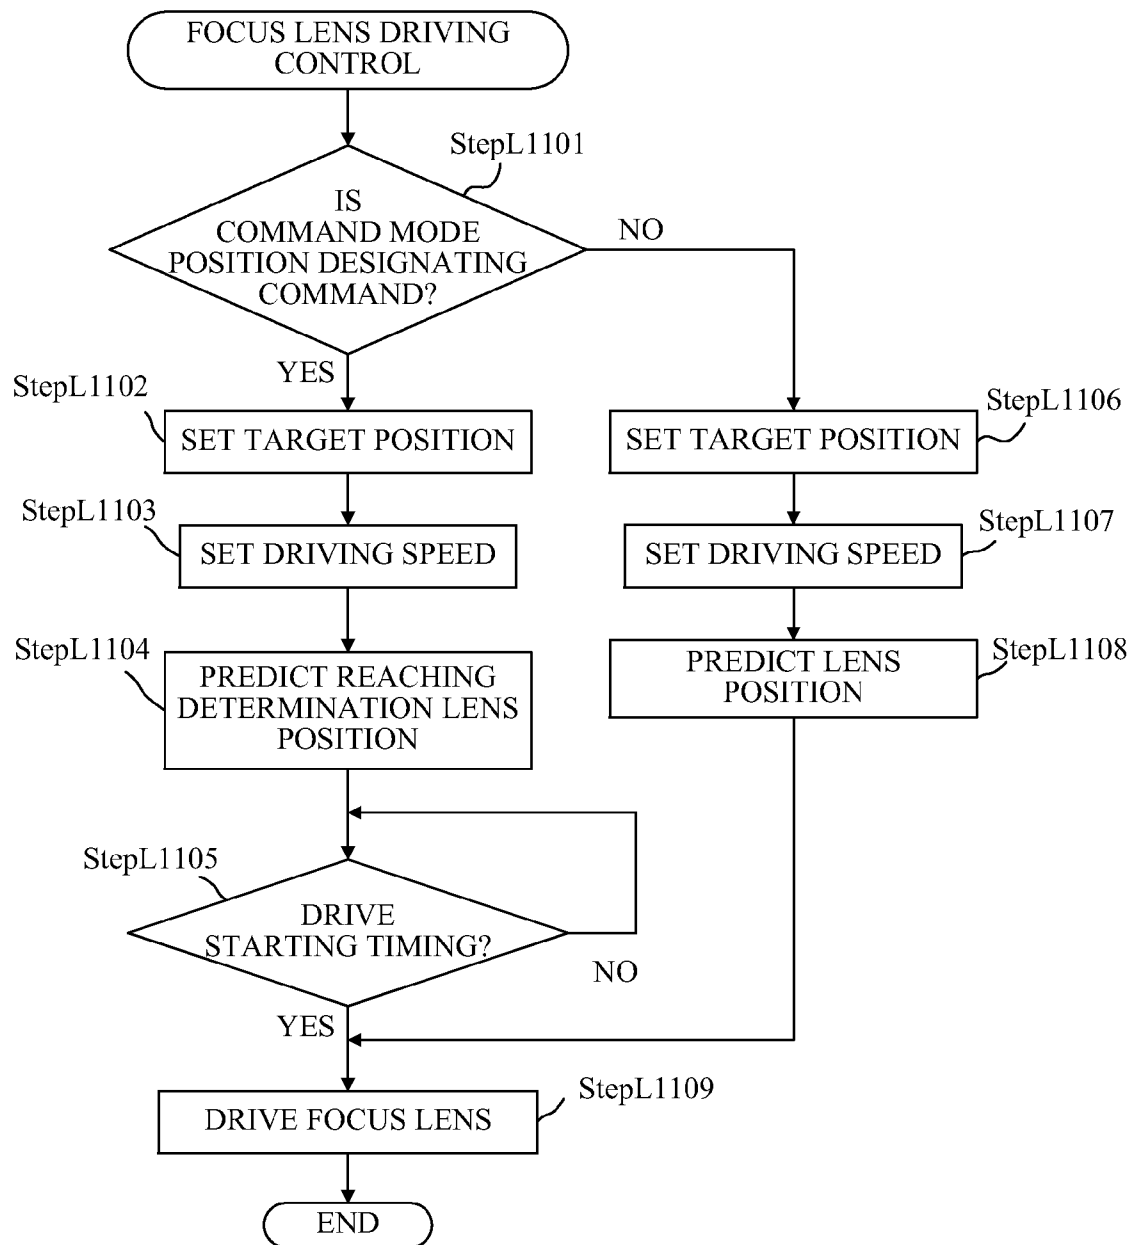 FOCUS LENS DRIVING
CONTROL
StepL1101
IS
COMMAND MODE
POSITION DESIGNATING
COMMAND?
NO
YES
StepL1102
SET TARGET POSITION
StepL1106
SET TARGET POSITION
StepL1103
SET DRIVING SPEED
StepL1107
SET DRIVING SPEED
StepL1104
PREDICT REACHING
DETERMINATION LENS
POSITION
StepL1108
PREDICT LENS
POSITION
StepL1105
DRIVE
STARTING TIMING?
NO
YES
StepL1109
DRIVE FOCUS LENS
END